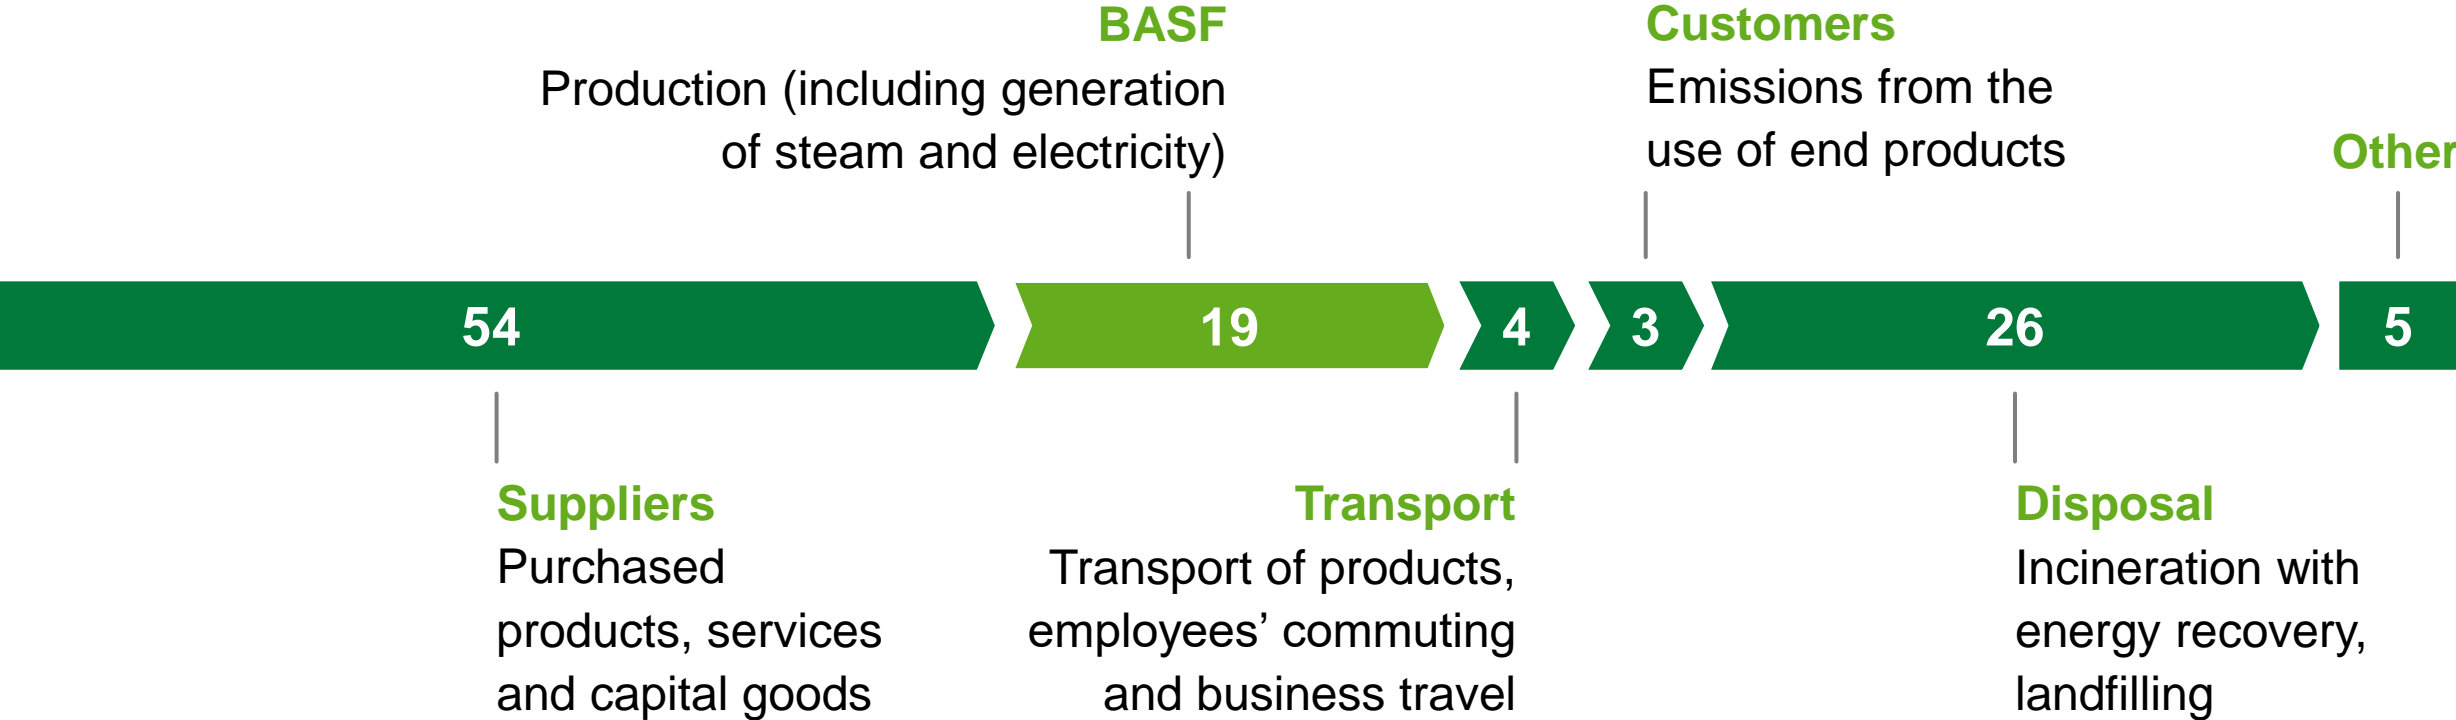 BASF
Production (including generation
of steam and electricity)
Customers
Emissions from the
use of end products
Other
54
19
4
3
26
5
Suppliers
Purchased
products, services
and capital goods
Transport
Transport of products,
employees’ commuting
and business travel
Disposal
Incineration with
energy recovery,
landfilling